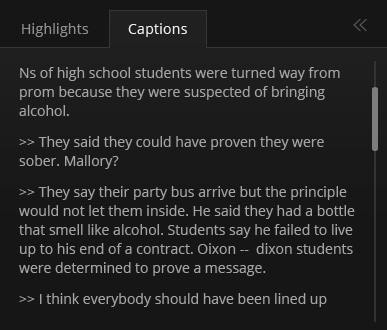 Highlights
Captions
Ns of high school students were turned way from
prom because they were suspected of bringing
alcohol.
>> They said they could have proven they were
sober. Mallory?
>> They say their party bus arrive but the principle
would not let them inside. He said they had a bottle
that smell like alcohol. Students say he failed to live
up to his end of a contract. Oixon --  dixon students
were determined to prove a message.
>> I think everybody should have been lined up